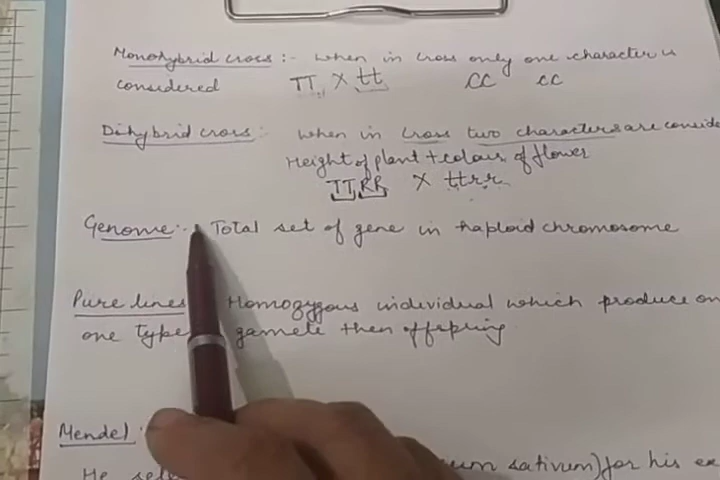 Monohybrid cross :- when in cross only one character is
considered TT X tt CC cc
Dihybrid cross :- when in cross two characters are conside
Height of plant + colour of flower
TTRR X ttrr
Genome :- Total set of gene in haploid chromosome
Pure lines Homozygous individual which produce on
one type gamete then offspring
Mendel :
He sativum) for his ex